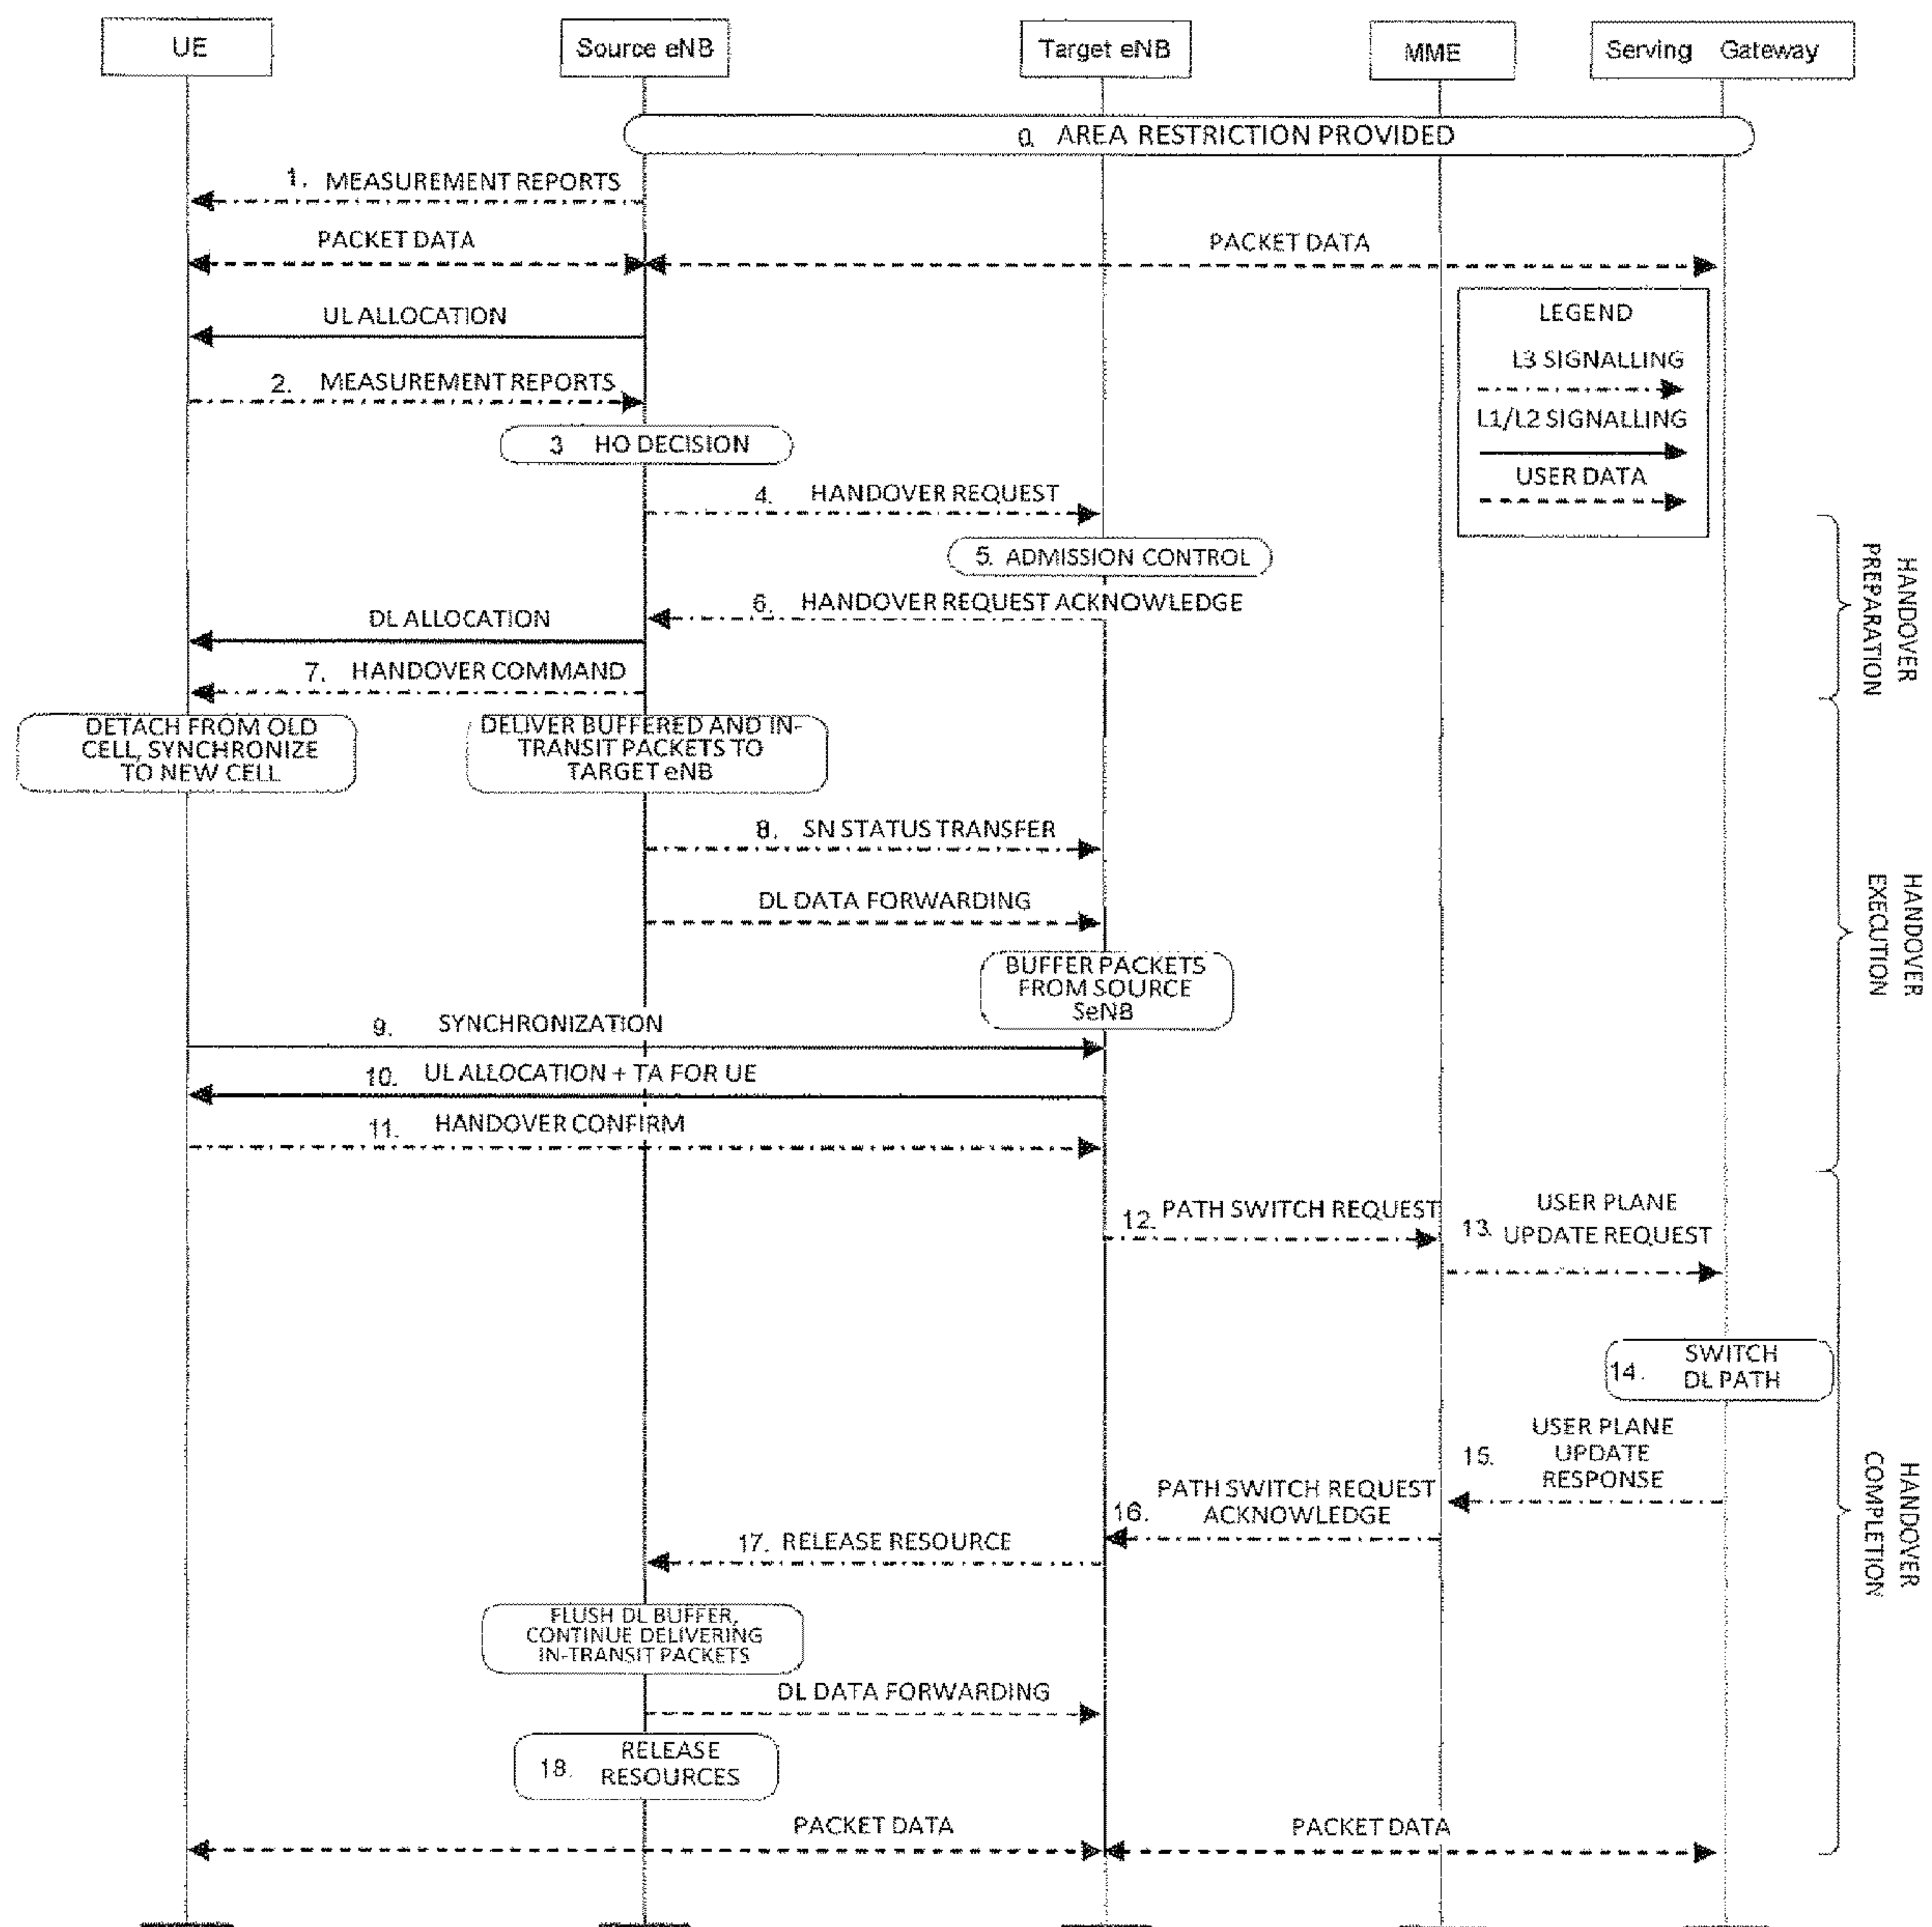 UE
Source eNB
Target eNB
MME
Serving Gateway
0. AREA RESTRICTION PROVIDED
1. MEASUREMENT REPORTS
PACKET DATA
PACKET DATA
UL ALLOCATION
LEGEND
L3 SIGNALLING
L1/L2 SIGNALLING
USER DATA
2. MEASUREMENT REPORTS
3 HO DECISION
4. HANDOVER REQUEST
5. ADMISSION CONTROL
6. HANDOVER REQUEST ACKNOWLEDGE
DL ALLOCATION
7. HANDOVER COMMAND
HANDOVER
PREPARATION
DETACH FROM OLD
CELL, SYNCHRONIZE
TO NEW CELL
DELIVER BUFFERED AND IN-
TRANSIT PACKETS TO
TARGET eNB
8. SN STATUS TRANSFER
DL DATA FORWARDING
BUFFER PACKETS
FROM SOURCE
SeNB
HANDOVER
EXECUTION
9. SYNCHRONIZATION
10. UL ALLOCATION + TA FOR UE
11. HANDOVER CONFIRM
12. PATH SWITCH REQUEST
13. USER PLANE
UPDATE REQUEST
14. SWITCH
DL PATH
15. USER PLANE
UPDATE
RESPONSE
16. PATH SWITCH REQUEST
ACKNOWLEDGE
17. RELEASE RESOURCE
HANDOVER
COMPLETION
FLUSH DL BUFFER,
CONTINUE DELIVERING
IN-TRANSIT PACKETS
DL DATA FORWARDING
18. RELEASE
RESOURCES
PACKET DATA
PACKET DATA